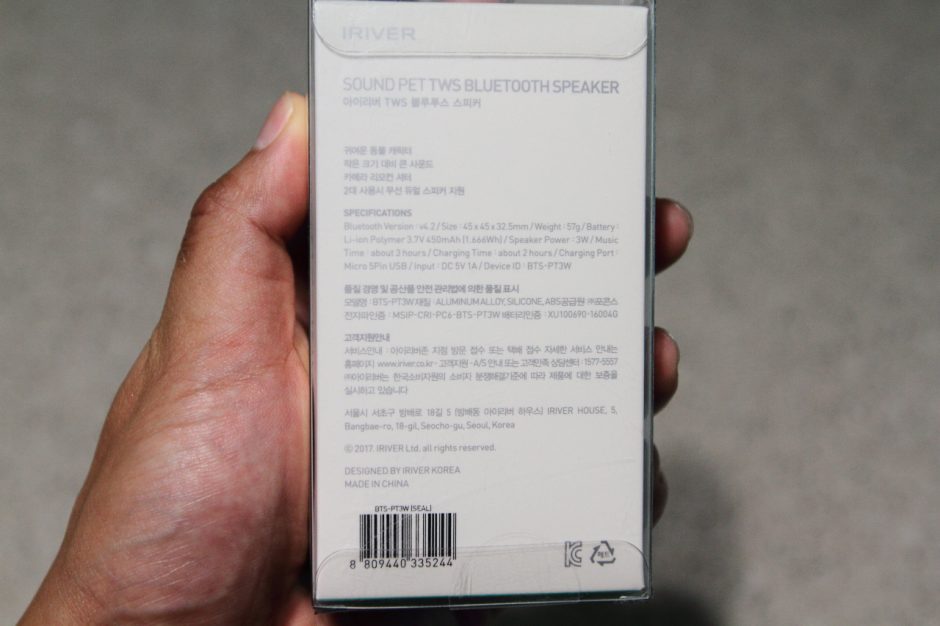 IRIVER
SOUND PET TWS BLUETOOTH SPEAKER
아이리버 TWS 블루투스 스피커
귀여운 동물 캐릭터
작은 크기 대비 큰 사운드
카메라 리모컨 셔터
2대 사용시 무선 듀얼 스피커 지원
SPECIFICATIONS
Bluetooth Version : v4.2 / Size : 45 x 45 x 32.5mm / Weight : 57g / Battery :
Li-ion Polymer 3.7V 450mAh (1.666Wh) / Speaker Power : 3W / Music
Time : about 3 hours / Charging Time : about 2 hours / Charging Port :
Micro 5Pin USB / Input : DC 5V 1A / Device ID : BTS-PT3W
품질 경영 및 공산품 안전 관리법에 의한 품질 표시
모델명 : BTS-PT3W 재질 : ALUMINUM ALLOY, SILICONE, ABS 공급원 ㈜포콘스
전자파인증 : MSIP-CRI-PC6-BTS-PT3W 배터리인증 : XU100690-16004G
고객지원안내
서비스안내 : 아이리버존 지정 방문 접수 또는 택배 접수 자세한 서비스 안내는
홈페이지 www.iriver.co.kr - 고객지원 - A/S 안내 또는 고객만족 상담센터 : 1577-5557
㈜아이리버는 한국소비자원의 소비자 분쟁해결기준에 따라 제품에 대한 보증을
실시하고 있습니다
서울시 서초구 방배로 18길 5 (방배동 아이리버 하우스) IRIVER HOUSE, 5,
Bangbae-ro, 18-gil, Seocho-gu, Seoul, Korea
© 2017. IRIVER Ltd. all rights reserved.
DESIGNED BY IRIVER KOREA
MADE IN CHINA
BTS-PT3W (SEAL)
8 809440 335244